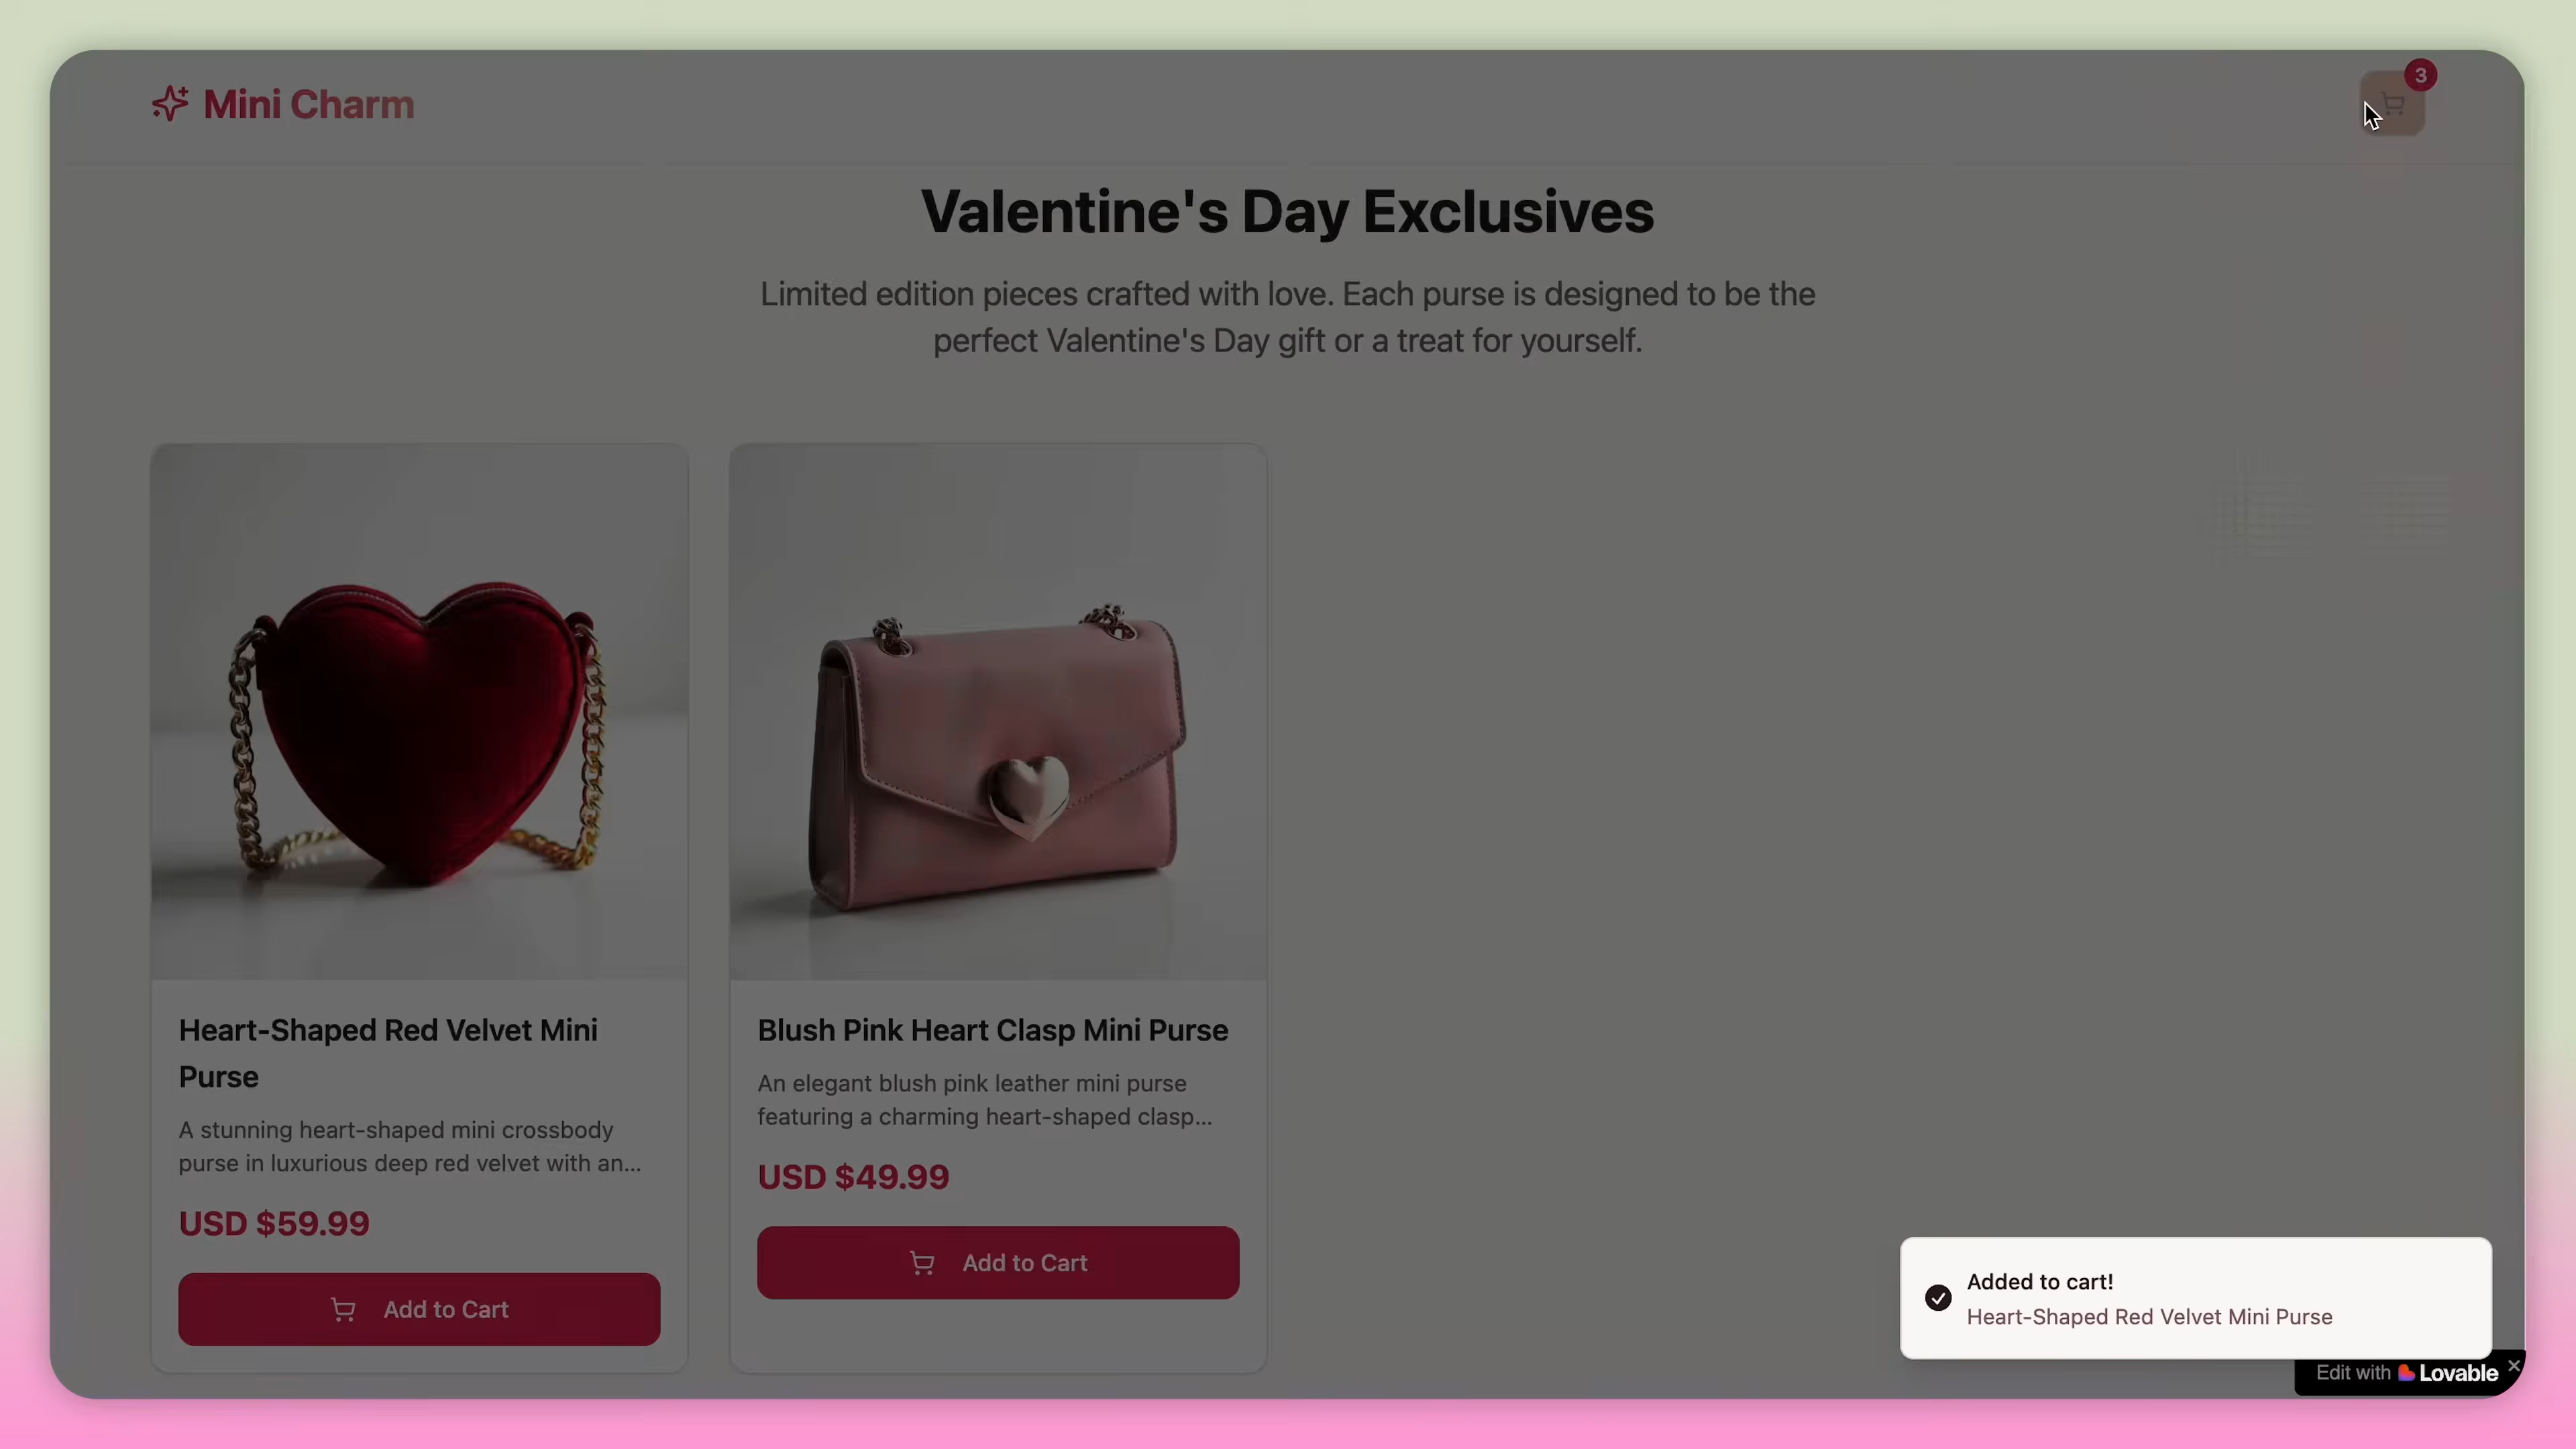 Mini Charm
3
Valentine's Day Exclusives
Limited edition pieces crafted with love. Each purse is designed to be the
perfect Valentine's Day gift or a treat for yourself.
Heart-Shaped Red Velvet Mini
Purse
A stunning heart-shaped mini crossbody
purse in luxurious deep red velvet with an...
USD $59.99
Add to Cart
Blush Pink Heart Clasp Mini Purse
An elegant blush pink leather mini purse
featuring a charming heart-shaped clasp...
USD $49.99
Add to Cart
Added to cart!
Heart-Shaped Red Velvet Mini Purse
Edit with Lovable